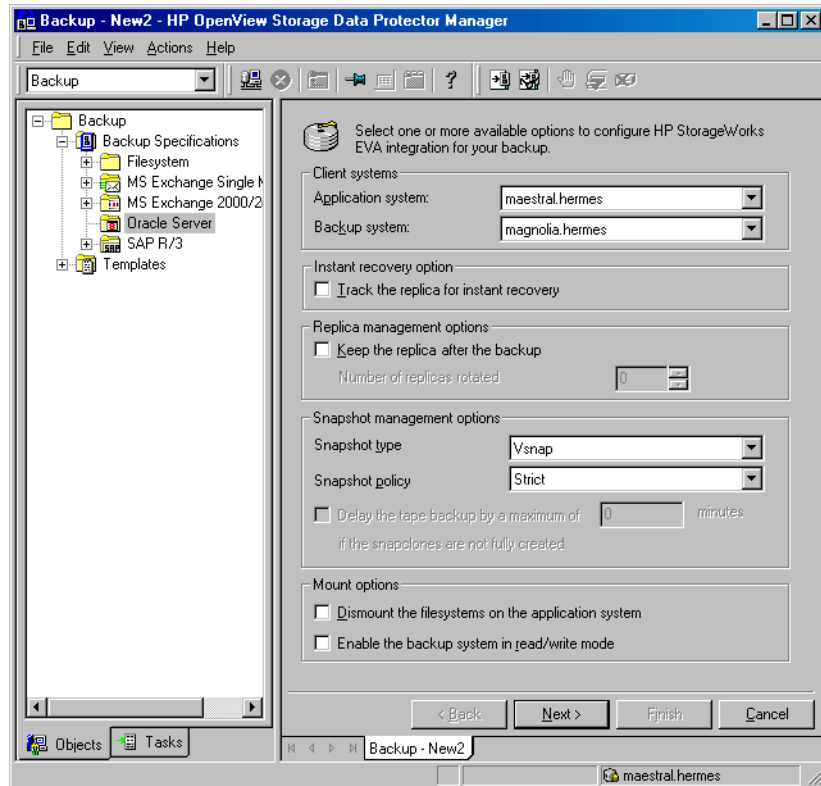 Backup - New2 - HP OpenView Storage Data Protector Manager
File Edit View Actions Help
Backup
Backup
Backup Specifications
Filesystem
MS Exchange Single M
MS Exchange 2000/2
Oracle Server
SAP R/3
Templates
Objects
Tasks
Select one or more available options to configure HP StorageWorks
EVA integration for your backup.
Client systems
Application system: maestral.hermes
Backup system: magnolia.hermes
Instant recovery option
Track the replica for instant recovery
Replica management options
Keep the replica after the backup
Number of replicas rotated 0
Snapshot management options
Snapshot type Vsnap
Snapshot policy Strict
Delay the tape backup by a maximum of 0 minutes
if the snapclones are not fully created
Mount options
Dismount the filesystems on the application system
Enable the backup system in read/write mode
< Back Next > Finish Cancel
Backup - New2
maestral.hermes